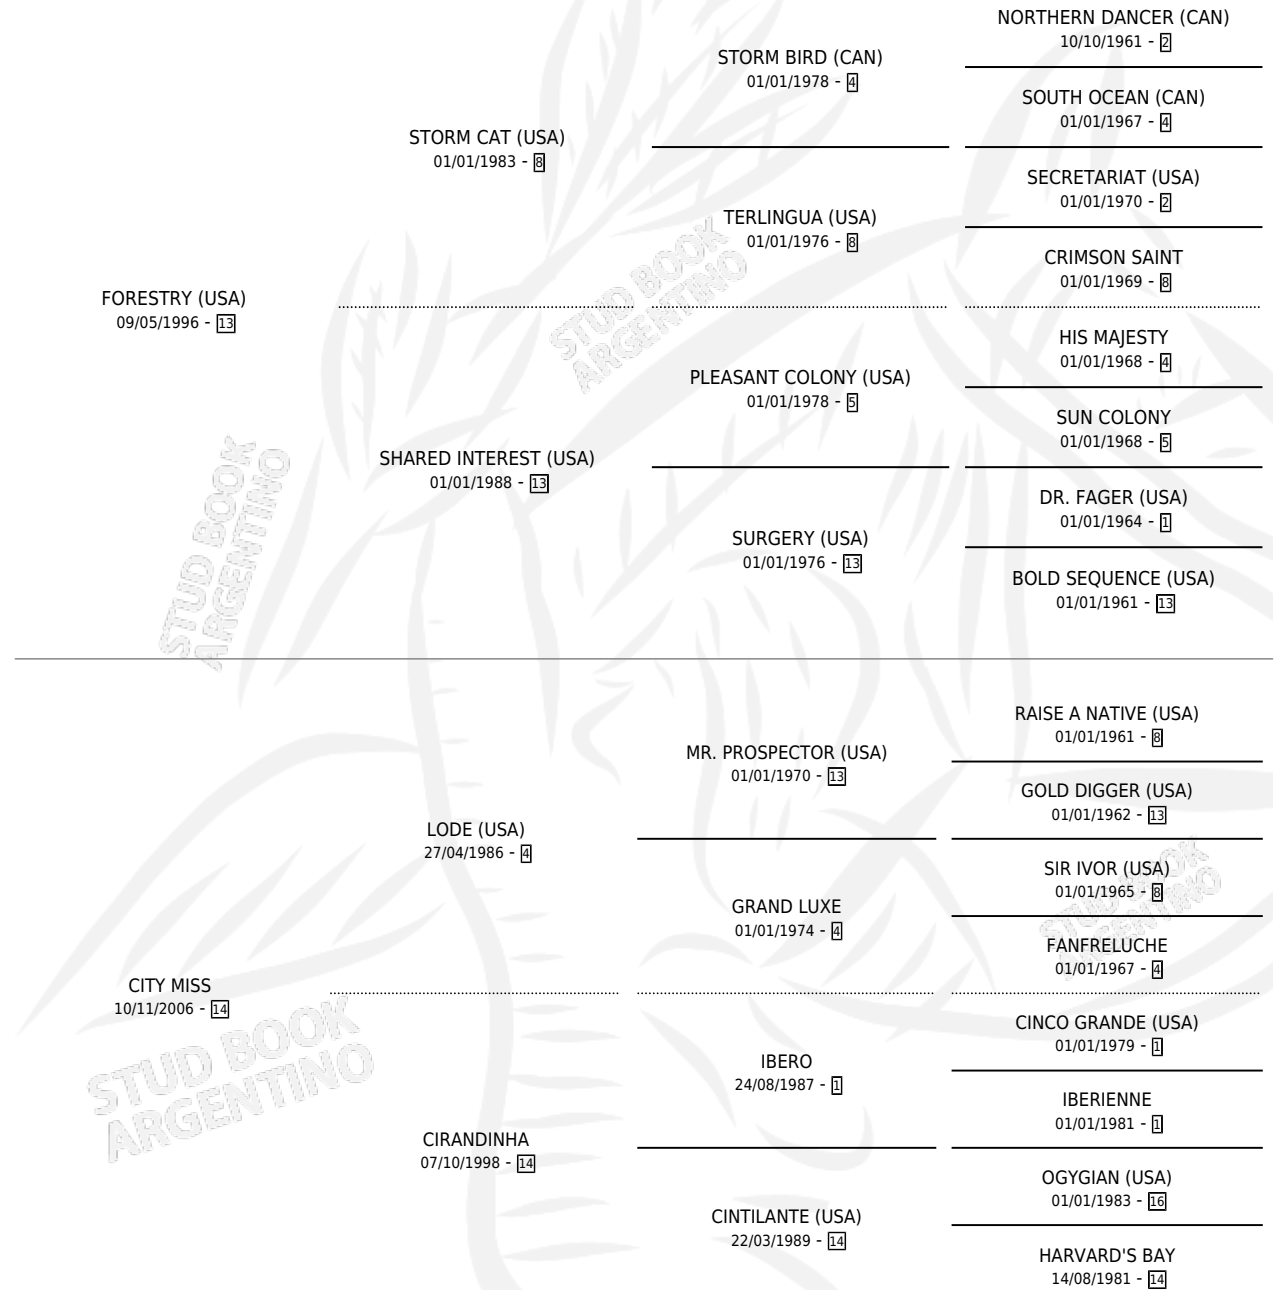 NORTHERN DANCER (CAN)
10/10/1961 - 2
STORM BIRD (CAN)
01/01/1978 - 4
SOUTH OCEAN (CAN)
01/01/1967 - 4
STORM CAT (USA)
01/01/1983 - 8
SECRETARIAT (USA)
01/01/1970 - 2
TERLINGUA (USA)
01/01/1976 - 8
CRIMSON SAINT
01/01/1969 - 8
FORESTRY (USA)
09/05/1996 - 13
HIS MAJESTY
01/01/1968 - 4
PLEASANT COLONY (USA)
01/01/1978 - 5
SUN COLONY
01/01/1968 - 5
SHARED INTEREST (USA)
01/01/1988 - 13
DR. FAGER (USA)
01/01/1964 - 1
SURGERY (USA)
01/01/1976 - 13
BOLD SEQUENCE (USA)
01/01/1961 - 13
RAISE A NATIVE (USA)
01/01/1961 - 8
MR. PROSPECTOR (USA)
01/01/1970 - 13
GOLD DIGGER (USA)
01/01/1962 - 13
LODE (USA)
27/04/1986 - 4
SIR IVOR (USA)
01/01/1965 - 8
GRAND LUXE
01/01/1974 - 4
FANFRELUCHE
01/01/1967 - 4
CITY MISS
10/11/2006 - 14
CINCO GRANDE (USA)
01/01/1979 - 1
IBERO
24/08/1987 - 1
IBERIENNE
01/01/1981 - 1
CIRANDINHA
07/10/1998 - 14
OGYGIAN (USA)
01/01/1983 - 16
CINTILANTE (USA)
22/03/1989 - 14
HARVARD'S BAY
14/08/1981 - 14
STUD BOOK
ARGENTINO
STUD BOOK
ARGENTINO
STUD BOOK
ARGENTINO
STUD BOOK
ARGENTINO